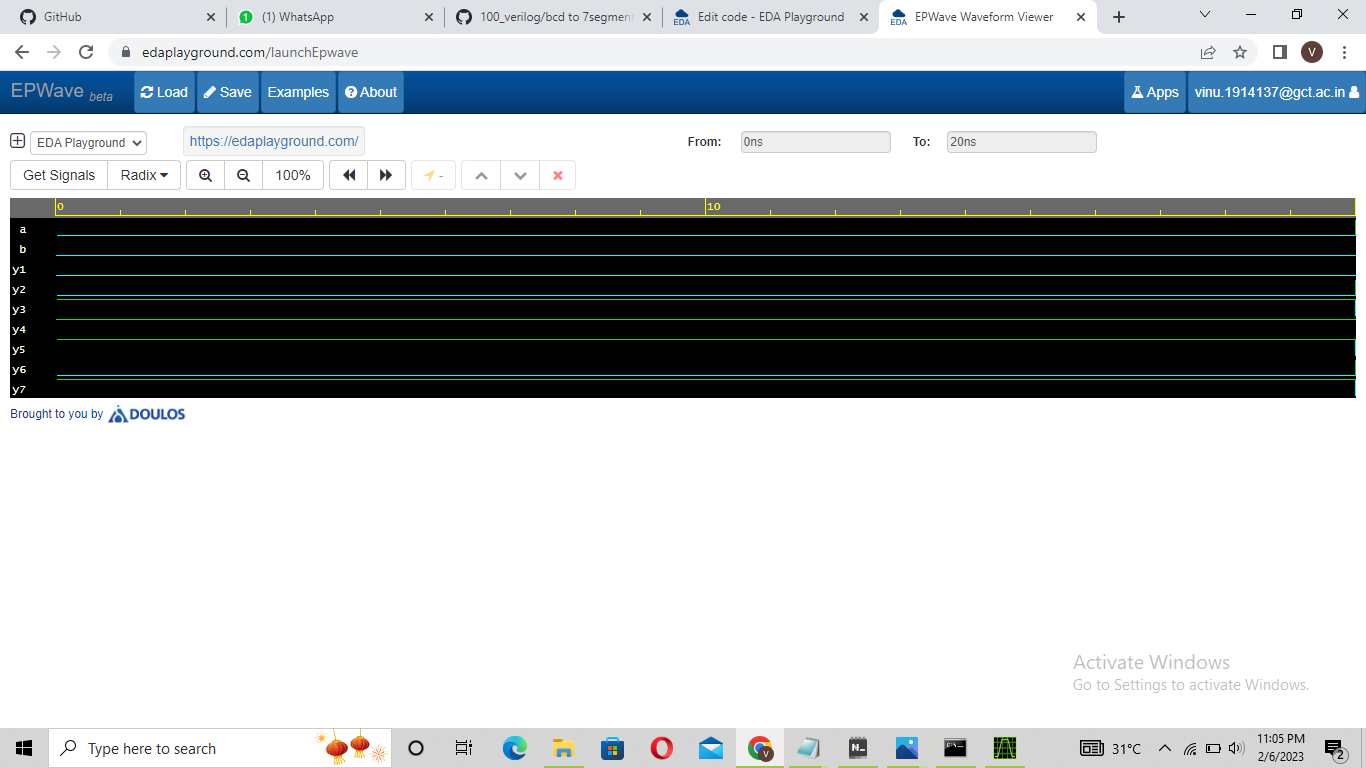 GitHub
(1) WhatsApp
100_verilog/bcd to 7segment
Edit code - EDA Playground
EPWave Waveform Viewer
edaplayground.com/launchEpwave
V
EPWave beta
Load
Save
Examples
About
Apps
vinu.1914137@gct.ac.in
EDA Playground
https://edaplayground.com/
From:
0ns
To:
20ns
Get Signals
Radix
100%
-
0
10
a
b
y1
y2
y3
y4
y5
y6
y7
Brought to you by DOULOS
Activate Windows
Go to Settings to activate Windows.
Type here to search
31°C
11:05 PM
2/6/2023
2